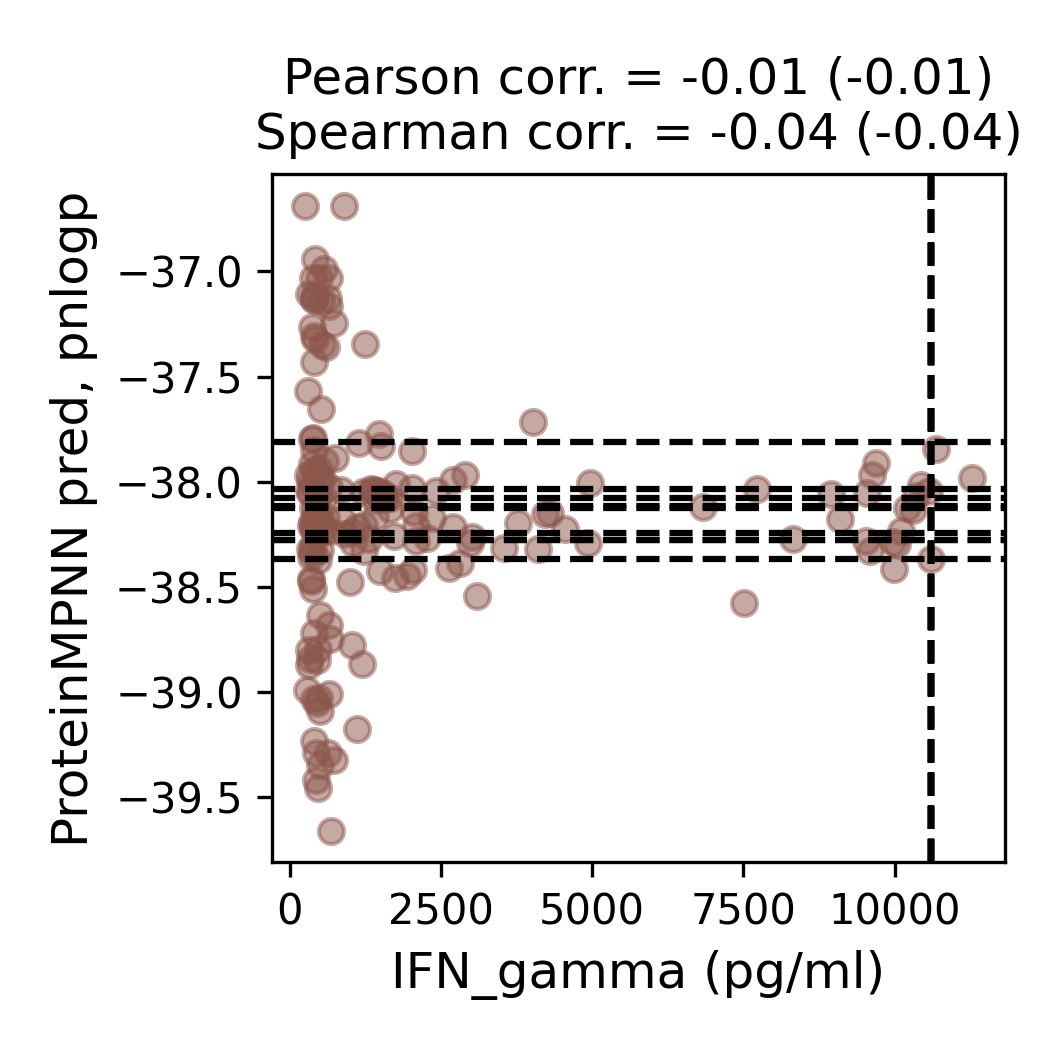 Pearson corr. = -0.01 (-0.01)
Spearman corr. = -0.04 (-0.04)
ProteinMPNN pred, pnlogp
−37.0
−37.5
−38.0
−38.5
−39.0
−39.5
0 2500 5000 7500 10000
IFN_gamma (pg/ml)